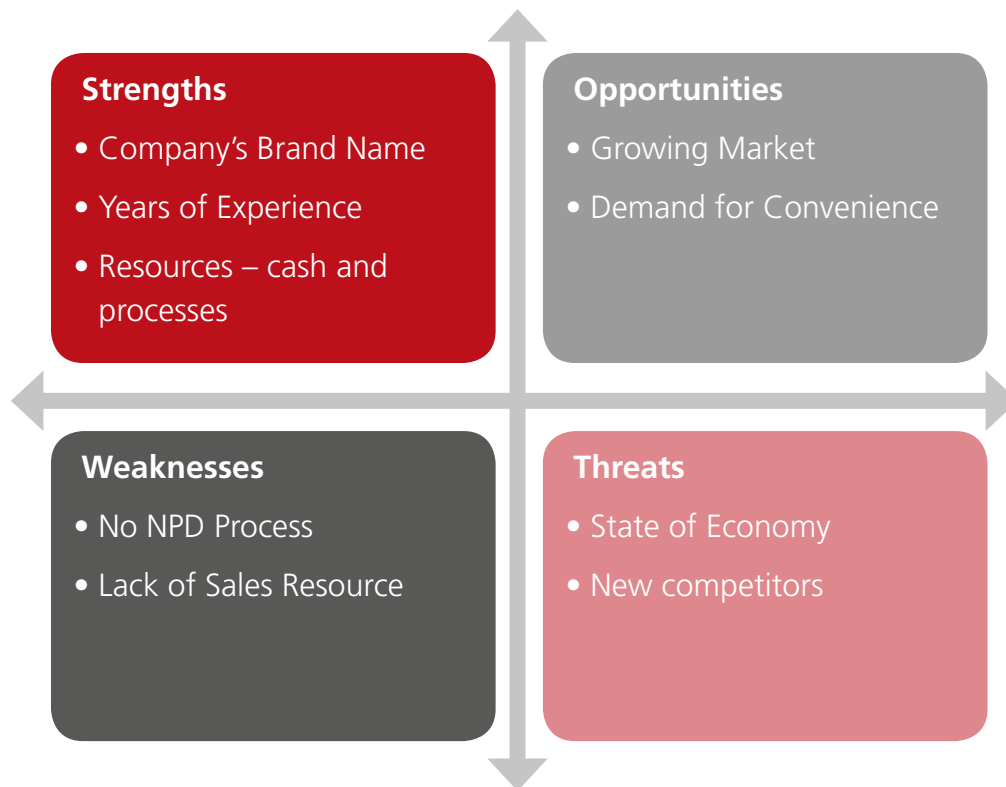 Strengths
• Company’s Brand Name
• Years of Experience
• Resources – cash and
processes
Opportunities
• Growing Market
• Demand for Convenience
Weaknesses
• No NPD Process
• Lack of Sales Resource
Threats
• State of Economy
• New competitors